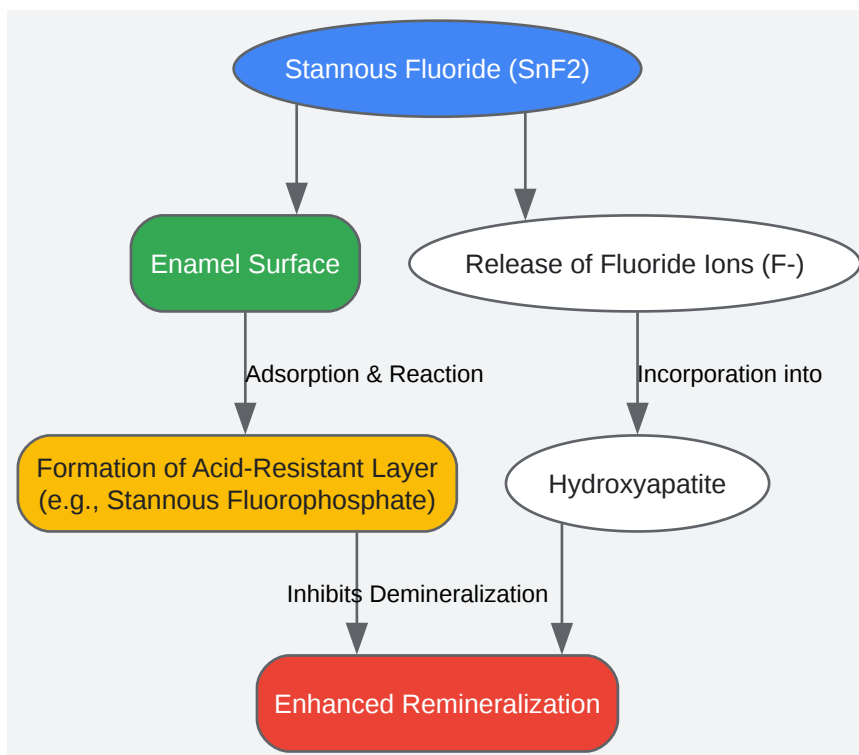 Stannous Fluoride (SnF2)
Enamel Surface
Release of Fluoride Ions (F-)
Adsorption & Reaction
Incorporation into
Formation of Acid-Resistant Layer
(e.g., Stannous Fluorophosphate)
Hydroxyapatite
Inhibits Demineralization
Enhanced Remineralization